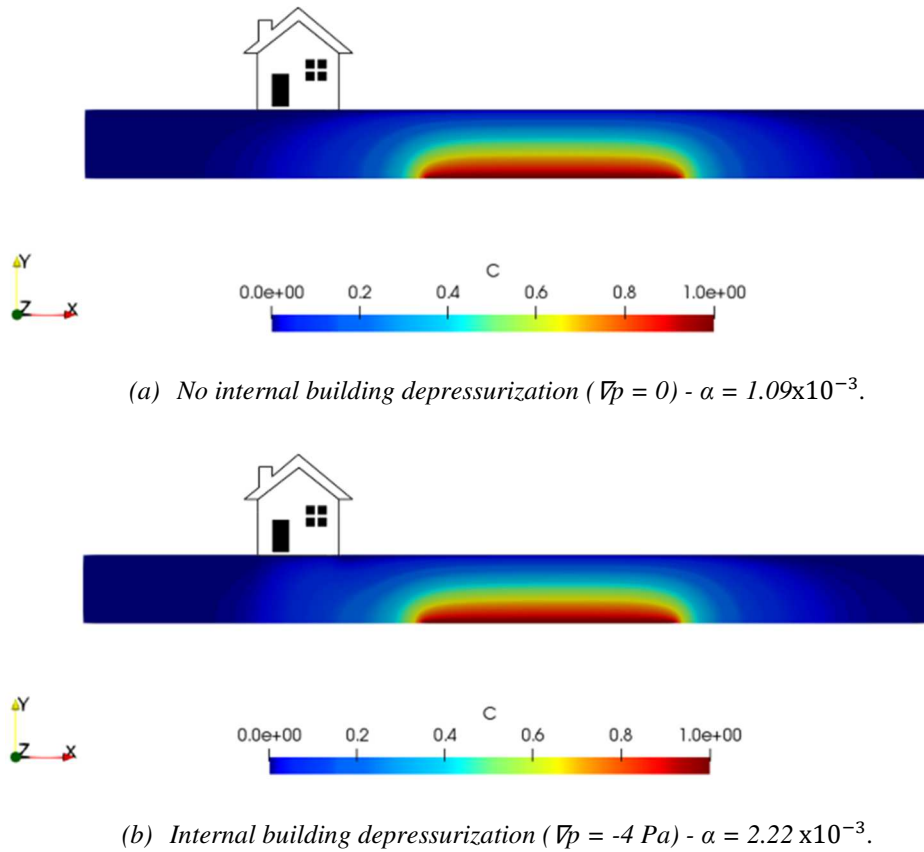 Y
Z X
C
0.0e+00 0.2 0.4 0.6 0.8 1.0e+00
(a) No internal building depressurization ( ∇p = 0) - α = 1.09x10⁻³.
Y
Z X
C
0.0e+00 0.2 0.4 0.6 0.8 1.0e+00
(b) Internal building depressurization ( ∇p = -4 Pa) - α = 2.22 x10⁻³.